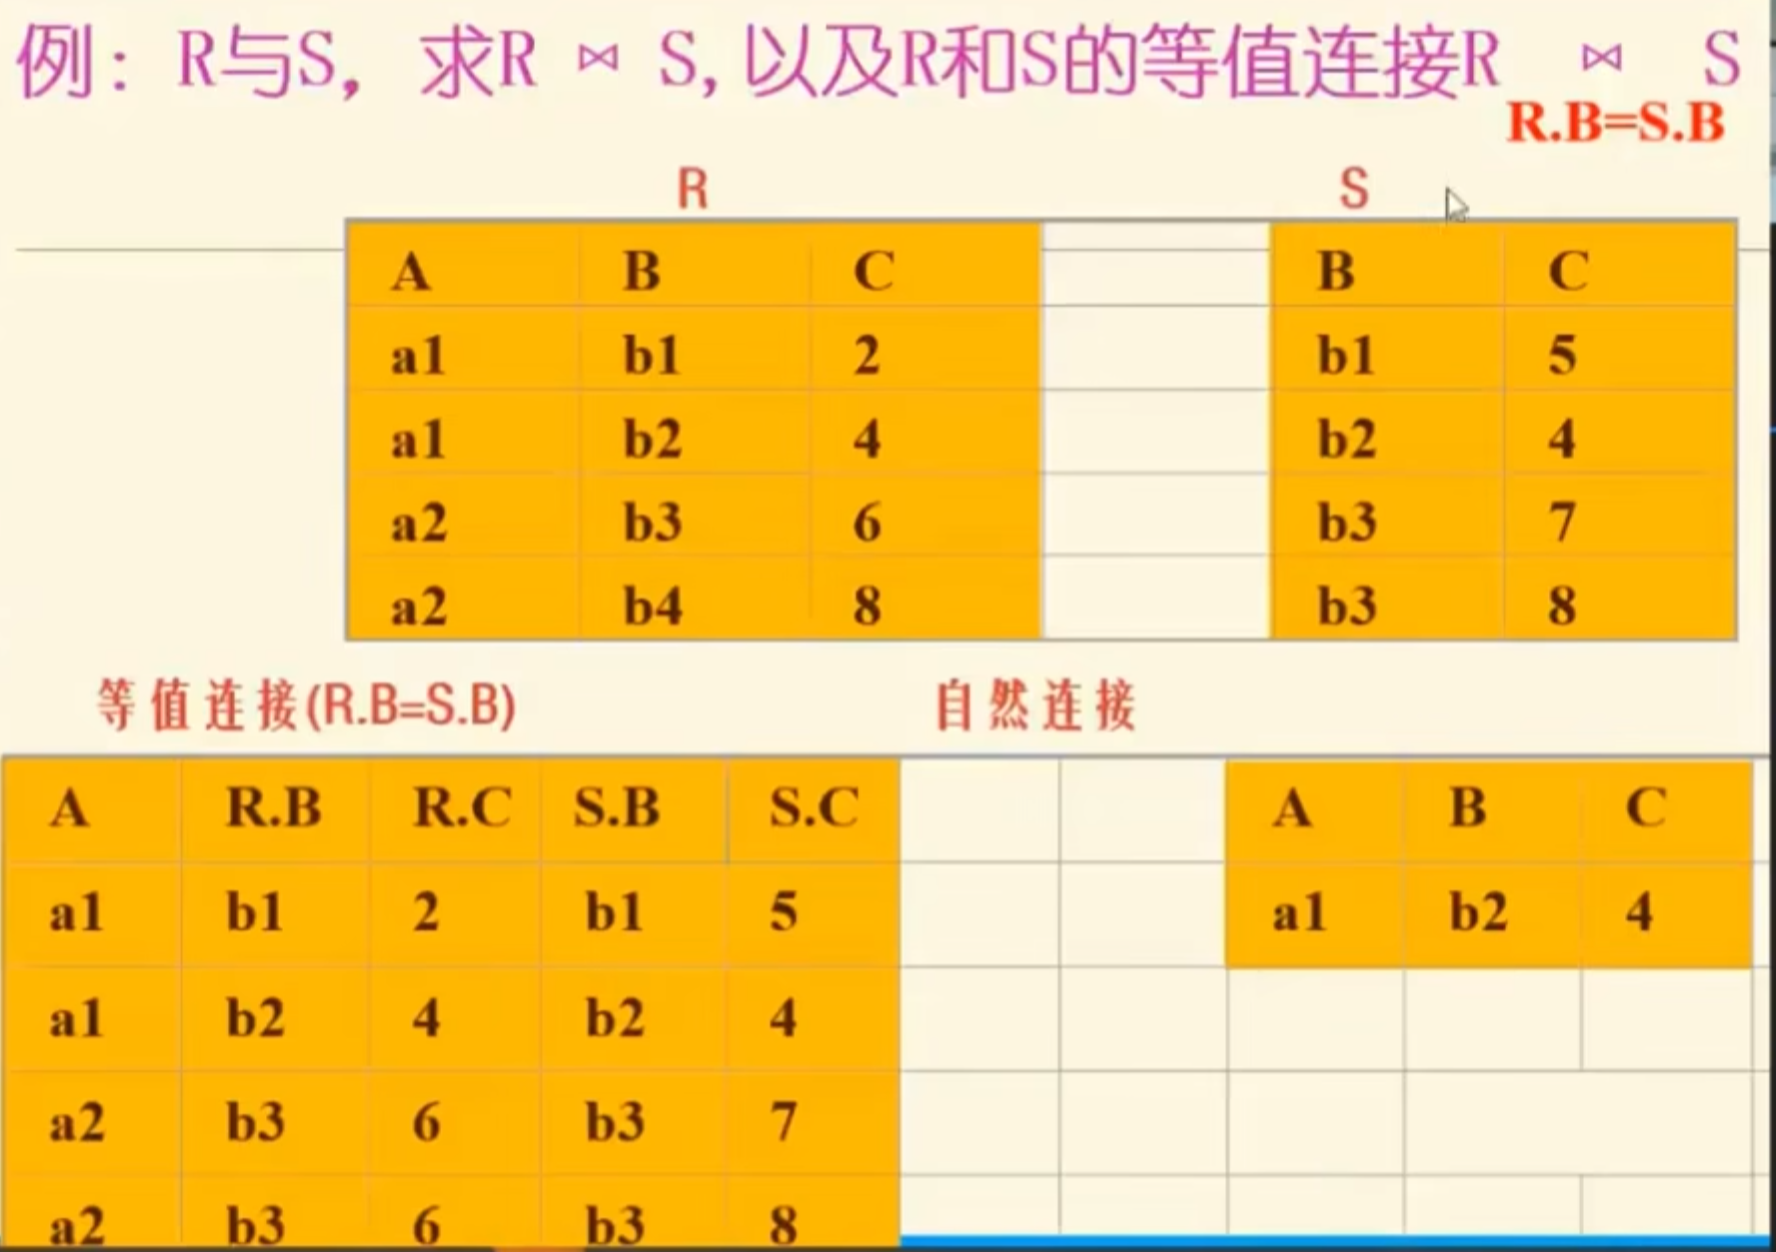 例：R与S，求R ⋈ S, 以及R和S的等值连接R ⋈ S
R.B=S.B
R S
A B C B C
a1 b1 2 b1 5
a1 b2 4 b2 4
a2 b3 6 b3 7
a2 b4 8 b3 8
等值连接(R.B=S.B) 自然连接
A R.B R.C S.B S.C A B C
a1 b1 2 b1 5 a1 b2 4
a1 b2 4 b2 4
a2 b3 6 b3 7
a2 b3 6 b3 8